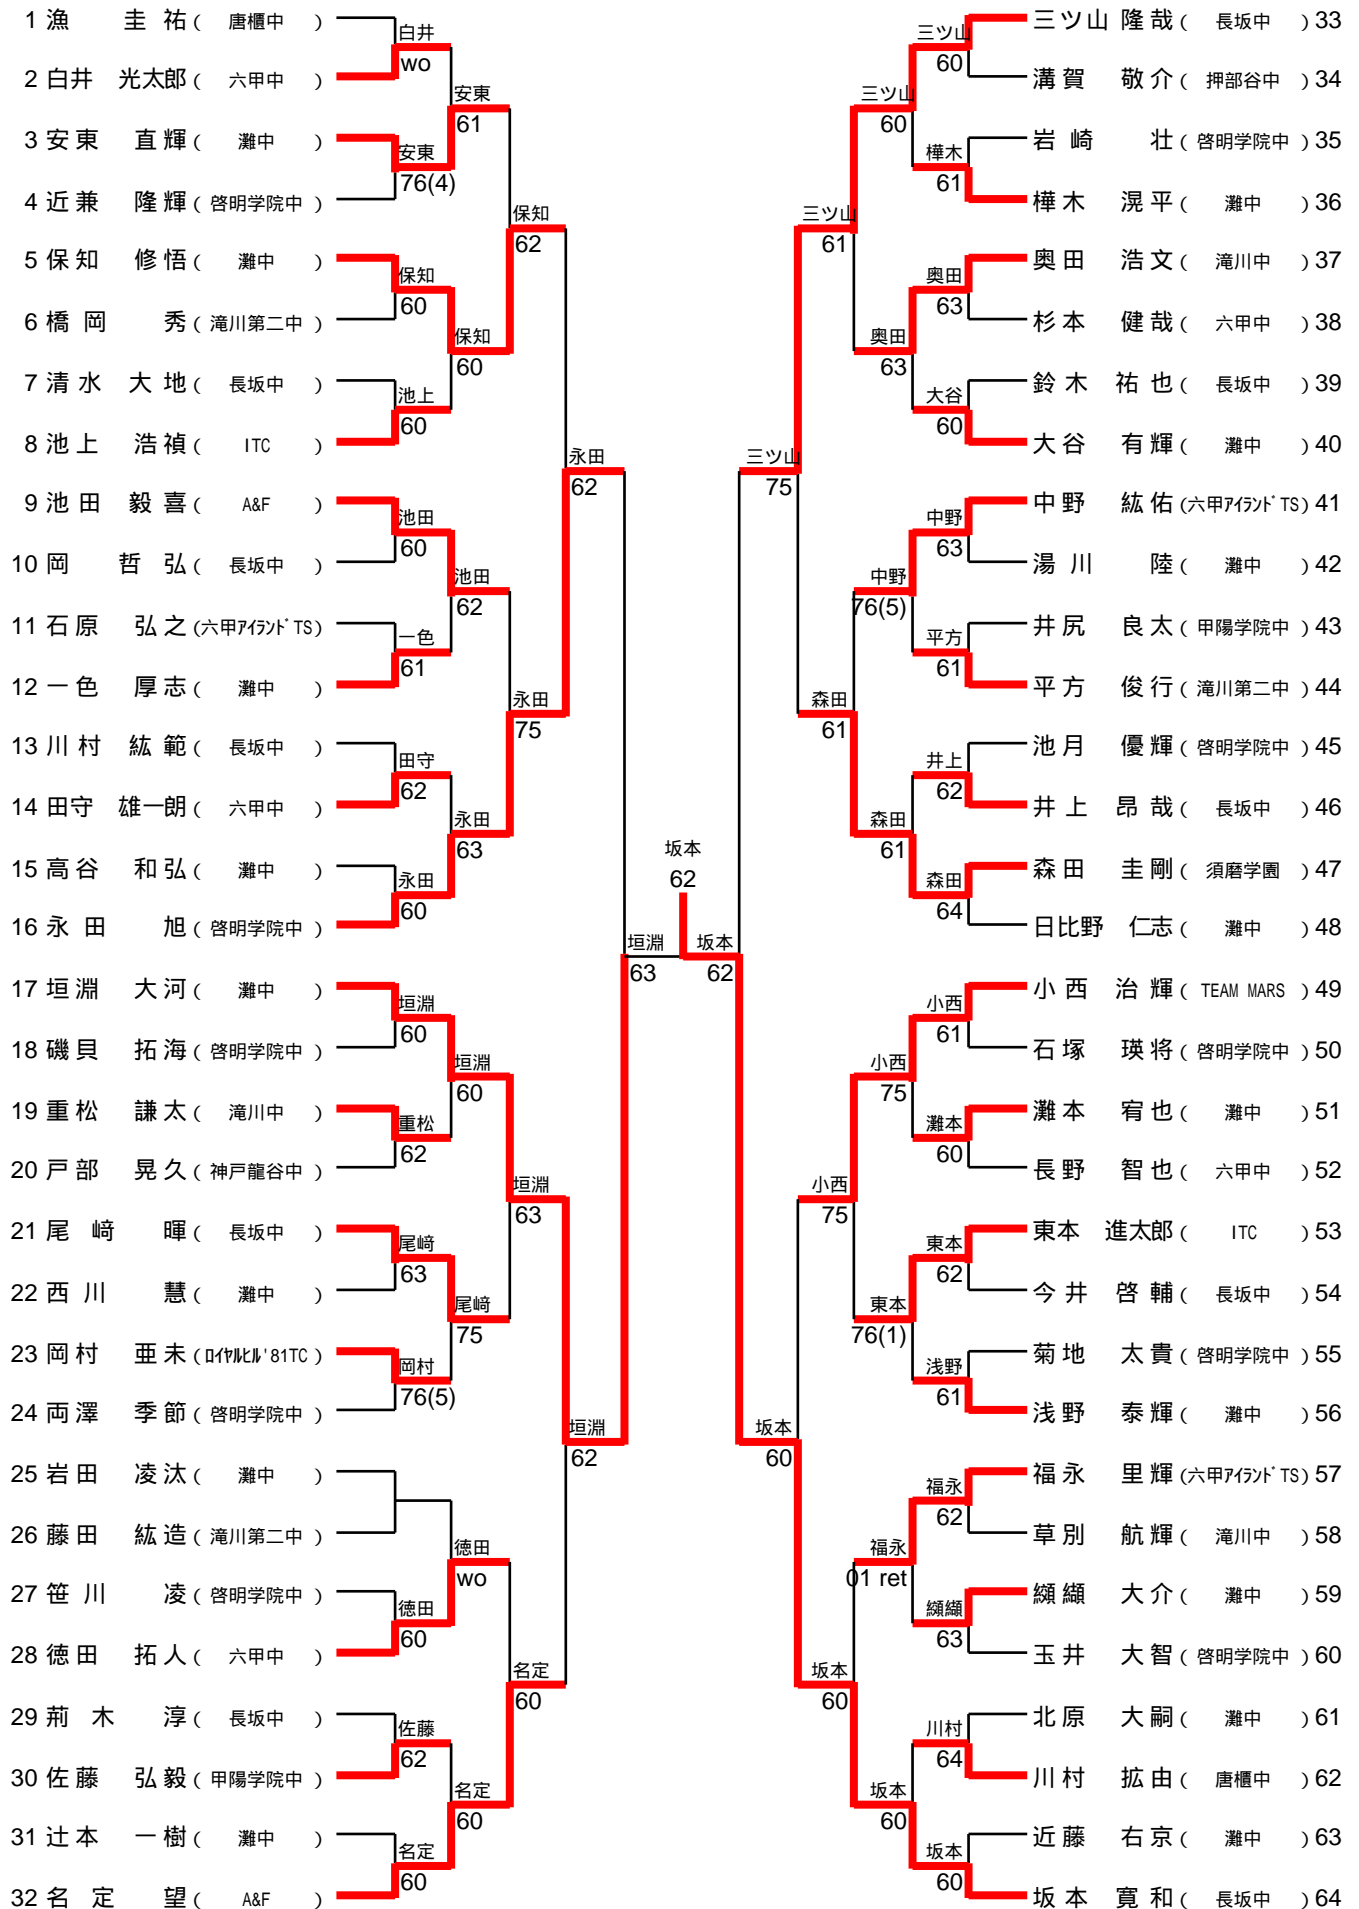 1 漁 圭 祐 ( 唐櫃中 )
2 白井 光太郎 ( 六甲中 )
3 安東 直輝 ( 灘中 )
4 近兼 隆輝 ( 啓明学院中 )
5 保知 修悟 ( 灘中 )
6 橋岡 秀 ( 滝川第二中 )
7 清水 大地 ( 長坂中 )
8 池上 浩禎 ( ITC )
9 池田 毅喜 ( A&F )
10 岡 哲弘 ( 長坂中 )
11 石原 弘之 (六甲アイランドTS)
12 一色 厚志 ( 灘中 )
13 川村 紘範 ( 長坂中 )
14 田守 雄一朗 ( 六甲中 )
15 高谷 和弘 ( 灘中 )
16 永田 旭 ( 啓明学院中 )
17 垣淵 大河 ( 灘中 )
18 磯貝 拓海 ( 啓明学院中 )
19 重松 謙太 ( 滝川中 )
20 戸部 晃久 ( 神戸龍谷中 )
21 尾﨑 暉 ( 長坂中 )
22 西川 慧 ( 灘中 )
23 岡村 亜未 (ロイヤルヒル'81TC )
24 両澤 季節 ( 啓明学院中 )
25 岩田 凌汰 ( 灘中 )
26 藤田 紘造 ( 滝川第二中 )
27 笹川 凌 ( 啓明学院中 )
28 徳田 拓人 ( 六甲中 )
29 荊木 淳 ( 長坂中 )
30 佐藤 弘毅 ( 甲陽学院中 )
31 辻本 一樹 ( 灘中 )
32 名定 望 ( A&F )
白井
wo
安東
76(4)
保知
60
池上
60
池田
60
一色
61
田守
62
永田
60
垣淵
60
重松
62
尾﨑
63
岡村
76(5)
徳田
60
佐藤
62
名定
60
安東
61
保知
60
池田
62
永田
63
垣淵
60
尾﨑
75
徳田
wo
名定
60
保知
62
永田
75
垣淵
63
名定
60
永田
62
垣淵
62
垣淵
63
坂本
62
坂本
62
三ツ山
75
坂本
60
三ツ山
61
森田
61
小西
75
坂本
60
三ツ山
60
奥田
63
中野
76(5)
森田
61
小西
75
東本
76(1)
福永
01 ret
坂本
60
三ツ山
60
樺木
61
奥田
63
大谷
60
中野
63
平方
61
井上
62
森田
64
小西
61
灘本
60
東本
62
浅野
61
福永
62
纐纈
63
川村
64
坂本
60
三ツ山 隆哉 ( 長坂中 ) 33
溝賀 敬介 ( 押部谷中 ) 34
岩崎 壮 ( 啓明学院中 ) 35
樺木 滉平 ( 灘中 ) 36
奥田 浩文 ( 滝川中 ) 37
杉本 健哉 ( 六甲中 ) 38
鈴木 祐也 ( 長坂中 ) 39
大谷 有輝 ( 灘中 ) 40
中野 紘佑 (六甲アイランドTS) 41
湯川 陸 ( 灘中 ) 42
井尻 良太 ( 甲陽学院中 ) 43
平方 俊行 ( 滝川第二中 ) 44
池月 優輝 ( 啓明学院中 ) 45
井上 昂哉 ( 長坂中 ) 46
森田 圭剛 ( 須磨学園 ) 47
日比野 仁志 ( 灘中 ) 48
小西 治輝 ( TEAM MARS ) 49
石塚 瑛将 ( 啓明学院中 ) 50
灘本 宥也 ( 灘中 ) 51
長野 智也 ( 六甲中 ) 52
東本 進太郎 ( ITC ) 53
今井 啓輔 ( 長坂中 ) 54
菊地 太貴 ( 啓明学院中 ) 55
浅野 泰輝 ( 灘中 ) 56
福永 里輝 (六甲アイランドTS) 57
草別 航輝 ( 滝川中 ) 58
纐纈 大介 ( 灘中 ) 59
玉井 大智 ( 啓明学院中 ) 60
北原 大嗣 ( 灘中 ) 61
川村 拡由 ( 唐櫃中 ) 62
近藤 右京 ( 灘中 ) 63
坂本 寛和 ( 長坂中 ) 64